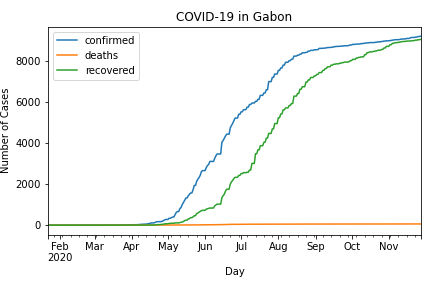 COVID-19 in Gabon
confirmed
deaths
recovered
8000
6000
4000
2000
0
Number of Cases
Feb Mar Apr May Jun Jul Aug Sep Oct Nov
2020
Day